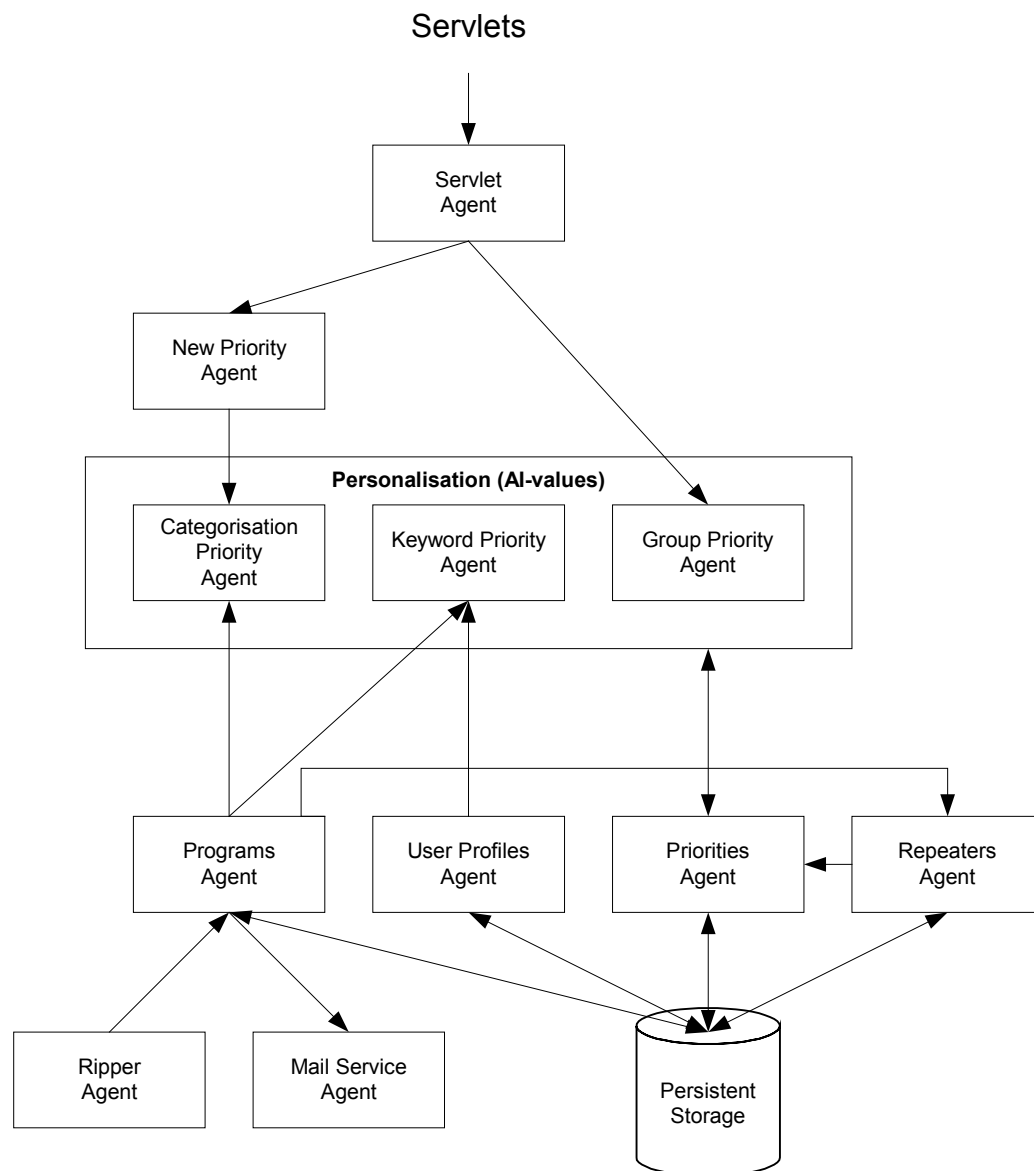 Servlets
Servlet
Agent
New Priority
Agent
Personalisation (AI-values)
Categorisation
Priority
Agent
Keyword Priority
Agent
Group Priority
Agent
Programs
Agent
User Profiles
Agent
Priorities
Agent
Repeaters
Agent
Ripper
Agent
Mail Service
Agent
Persistent
Storage